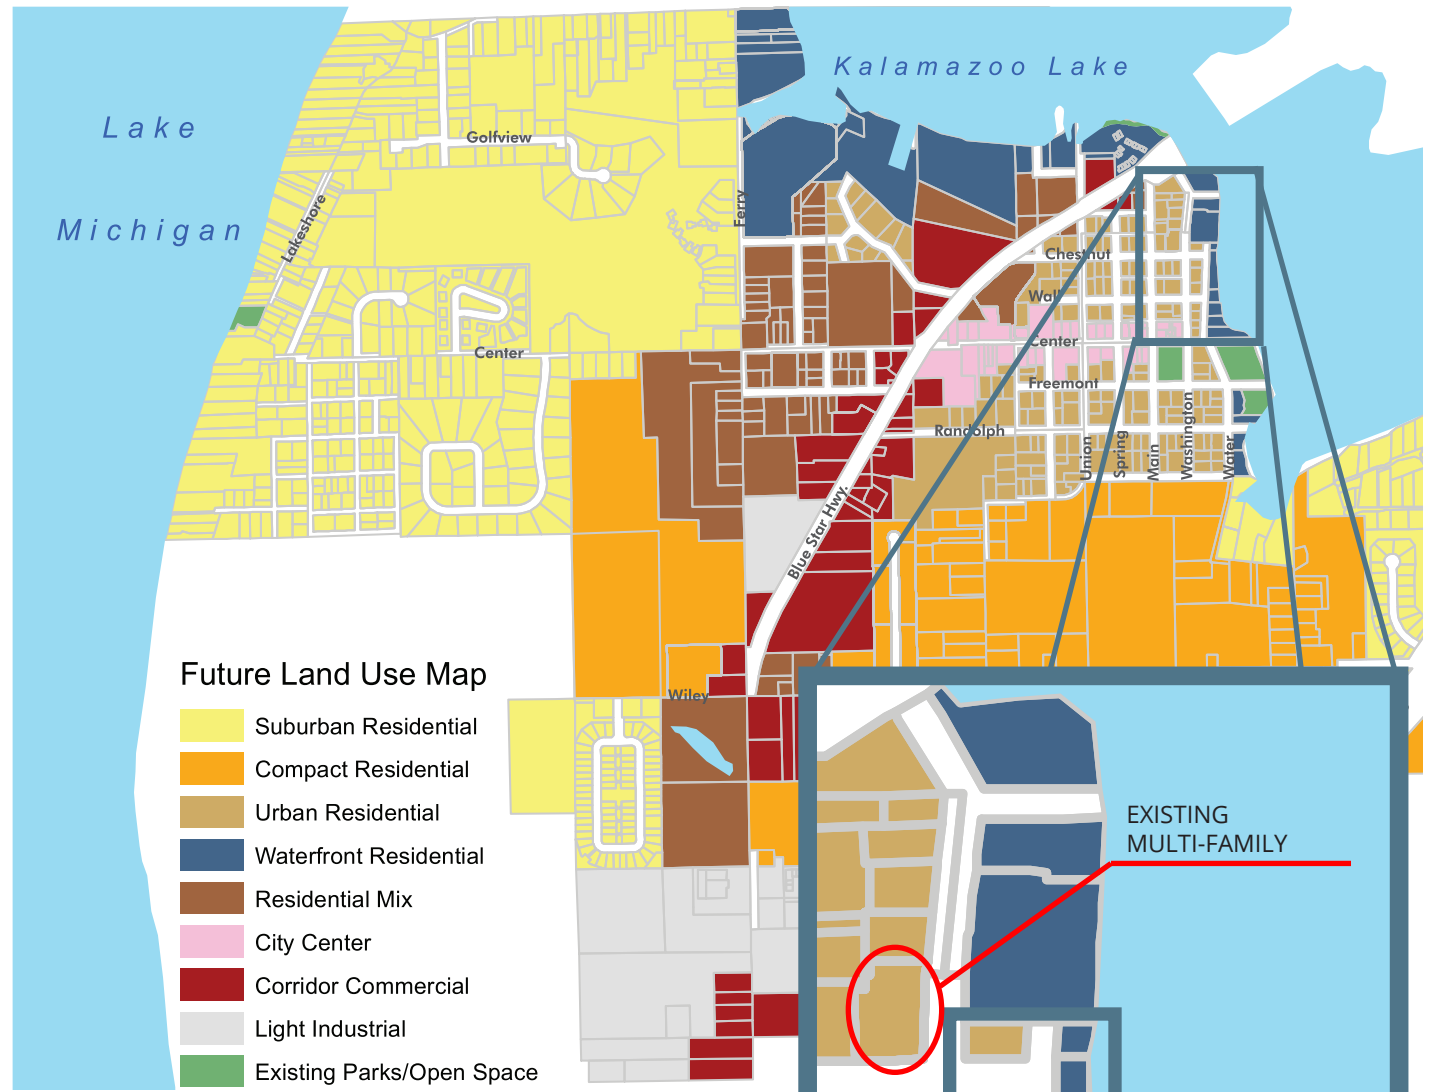 Lake
Michigan
Kalamazoo Lake
Golfview
Lakeshore
Ferry
Center
Chestnut
Wall
Center
Freemont
Randolph
Union
Spring
Main
Washington
Water
Blue Star Hwy.
Wiley
Future Land Use Map
Suburban Residential
Compact Residential
Urban Residential
Waterfront Residential
Residential Mix
City Center
Corridor Commercial
Light Industrial
Existing Parks/Open Space
EXISTING
MULTI-FAMILY